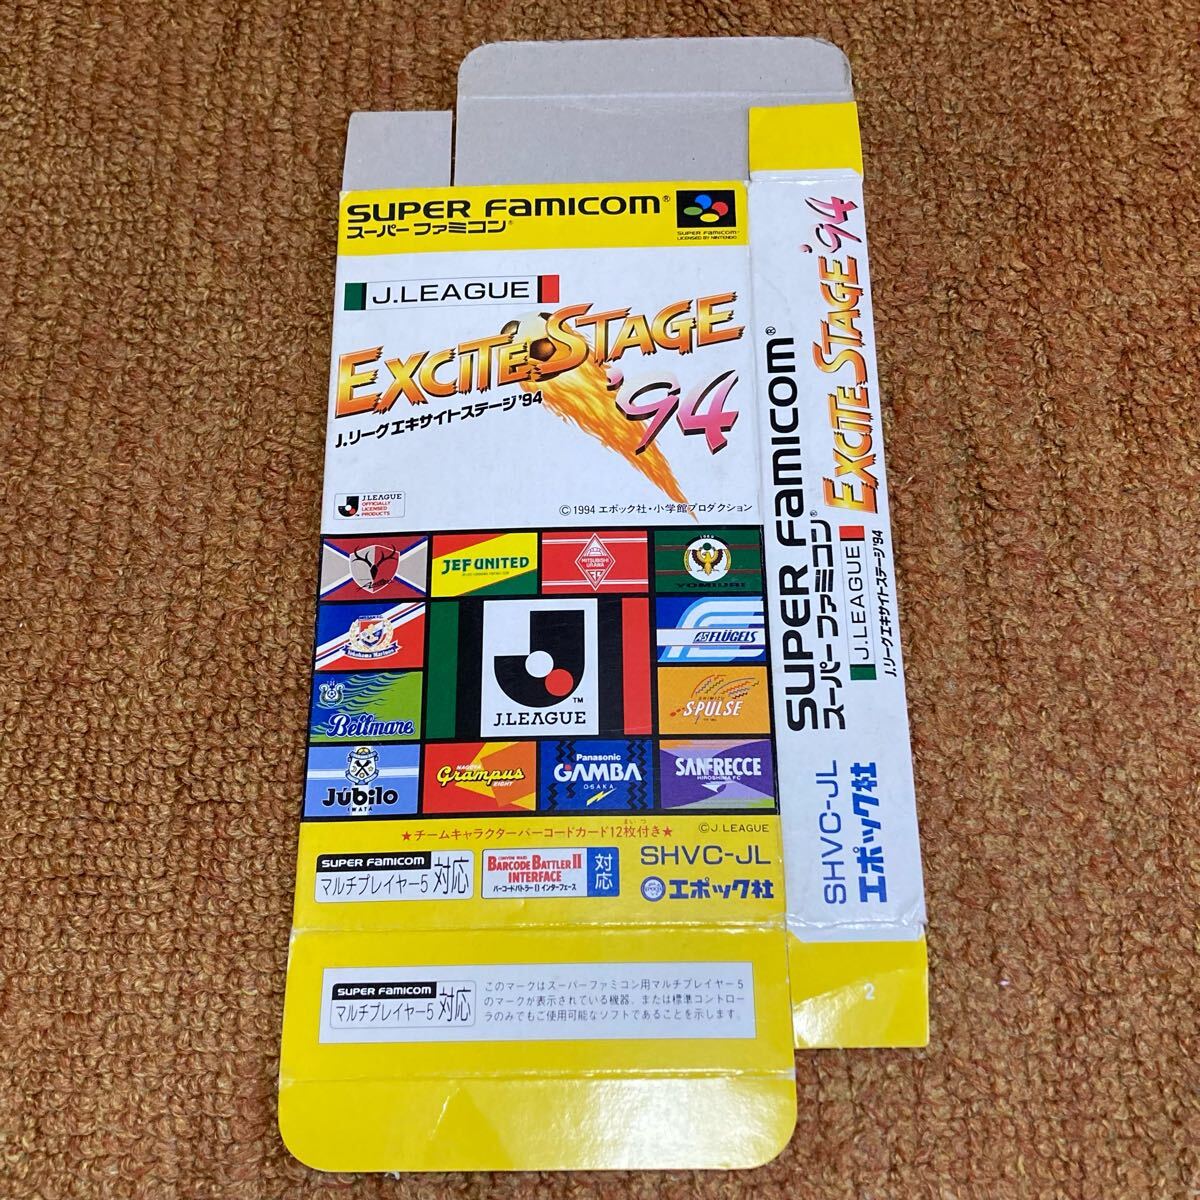 SUPER FAMICOM®
スーパーファミコン®
SUPER FAMICOM™
LICENSED BY NINTENDO
J.LEAGUE
EXCITE STAGE
'94
J.リーグエキサイトステージ'94
J.LEAGUE
OFFICIALLY
LICENSED
PRODUCTS
©1994 エポック社・小学館プロダクション
Antlers
JEF UNITED
MITSUBISHI
URAWA
1969
YOMIURI
Yokohama Marinos
AS FLÜGELS
Bellmare
J.LEAGUE™
SHIMIZU
S-PULSE
Júbilo
IWATA
NAGOYA
Grampus
EIGHT
Panasonic
GAMBA
OSAKA
SANFRECCE
HIROSHIMA FC
★チームキャラクターバーコードカード12枚付き★
まいつ
©J.LEAGUE
SUPER FAMICOM
マルチプレイヤー5 対応
BARCODE BATTLER II
INTERFACE
バーコードバトラーIIインターフェース
対応
SHVC-JL
エポック社
SUPER FAMICOM
マルチプレイヤー5 対応
このマークはスーパーファミコン用マルチプレイヤー5
のマークが表示されている機器、または標準コントロー
ラのみでもご使用可能なソフトであることを示します。
SUPER FAMICOM®
スーパーファミコン®
J.LEAGUE
EXCITE STAGE '94
J.リーグエキサイトステージ'94
SHVC-JL
エポック社
2